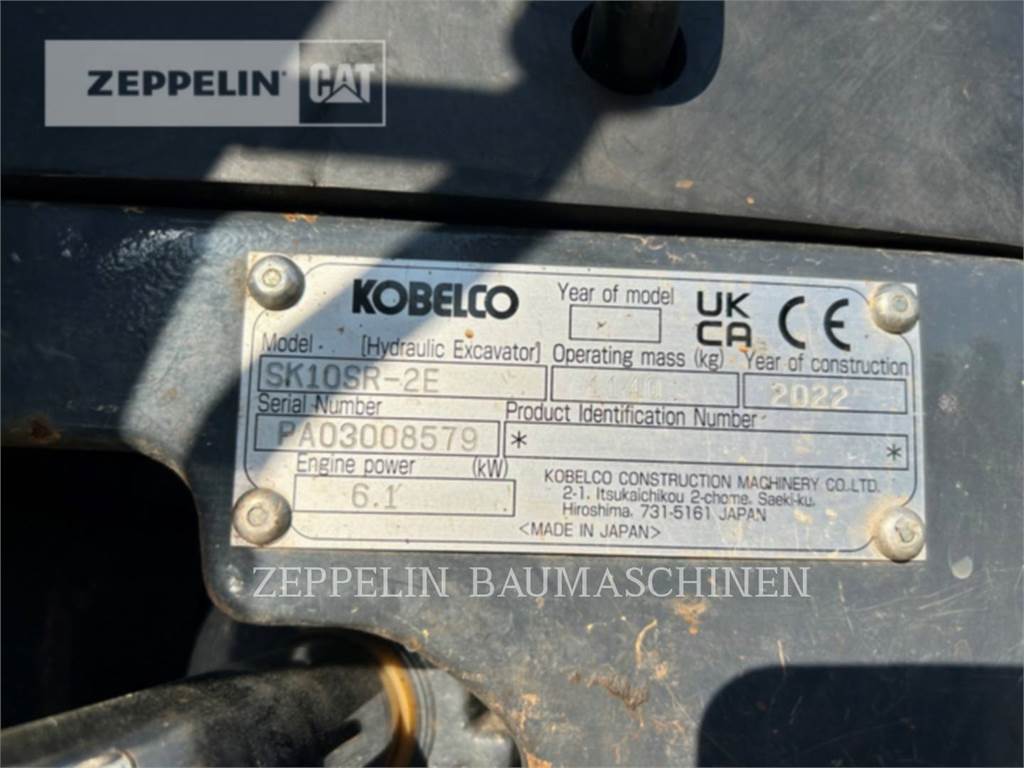 ZEPPELIN CAT
KOBELCO
Year of model
UK
CA
CE
Model [Hydraulic Excavator] Operating mass (kg) Year of construction
SK10SR-2E 1140 2022
Serial Number Product Identification Number
PA03008579 * *
Engine power (kW)
6.1
KOBELCO CONSTRUCTION MACHINERY CO.,LTD.
2-1, Itsukaichikou 2-chome, Saeki-ku,
Hiroshima, 731-5161 JAPAN
<MADE IN JAPAN>
ZEPPELIN BAUMASCHINEN